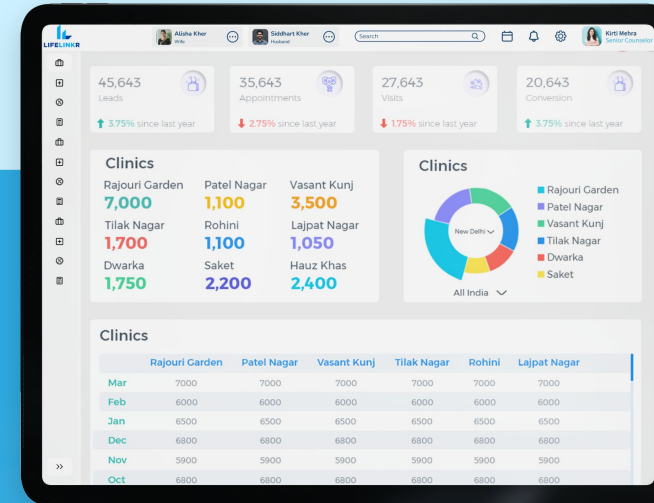 LIFELINKR
Alisha Kher
Wife
Siddhart Kher
Husband
Search
Kirti Mehra
Senior Counselor
45,643
Leads
3.75% since last year
35,643
Appointments
2.75% since last year
27,643
Visits
1.75% since last year
20,643
Conversion
3.75% since last year
Clinics
Rajouri Garden Patel Nagar Vasant Kunj
7,000 1,100 3,500
Tilak Nagar Rohini Lajpat Nagar
1,700 1,100 1,050
Dwarka Saket Hauz Khas
1,750 2,200 2,400
Clinics
New Delhi
All India
Rajouri Garden
Patel Nagar
Vasant Kunj
Tilak Nagar
Dwarka
Saket
Clinics
Rajouri Garden Patel Nagar Vasant Kunj Tilak Nagar Rohini Lajpat Nagar
Mar 7000 7000 7000 7000 7000 7000
Feb 6000 6000 6000 6000 6000 6000
Jan 6500 6500 6500 6500 6500 6500
Dec 6800 6800 6800 6800 6800 6800
Nov 5900 5900 5900 5900 5900 5900
Oct 6800 6800 6800 6800 6800 6800